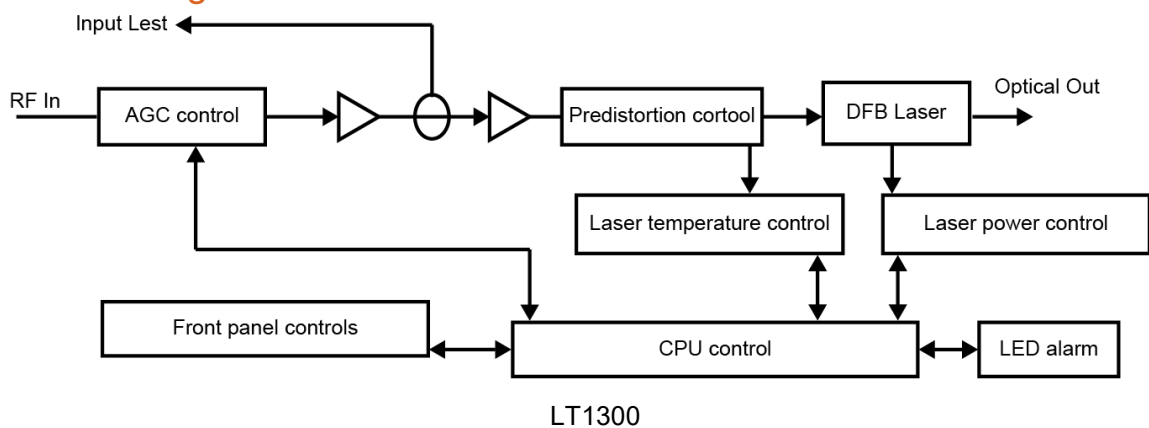 Input Lest
RF In
AGC control
Predistortion cortool
DFB Laser
Optical Out
Laser temperature control
Laser power control
Front panel controls
CPU control
LED alarm
LT1300